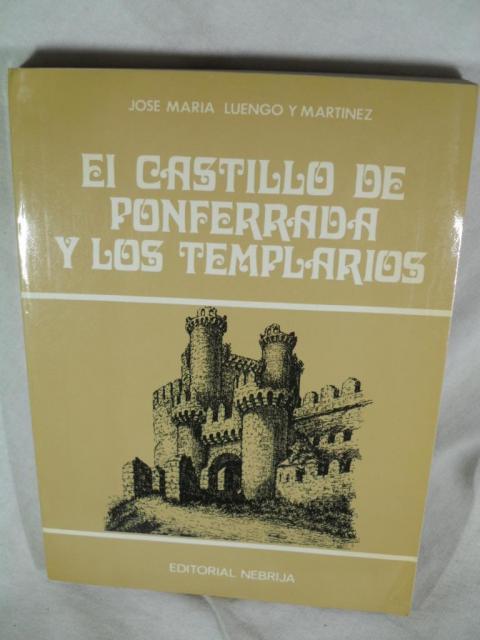 JOSE MARIA LUENGO Y MARTINEZ
El CASTILLO DE
PONFERRADA
Y LOS TEMPLARIOS
EDITORIAL NEBRIJA